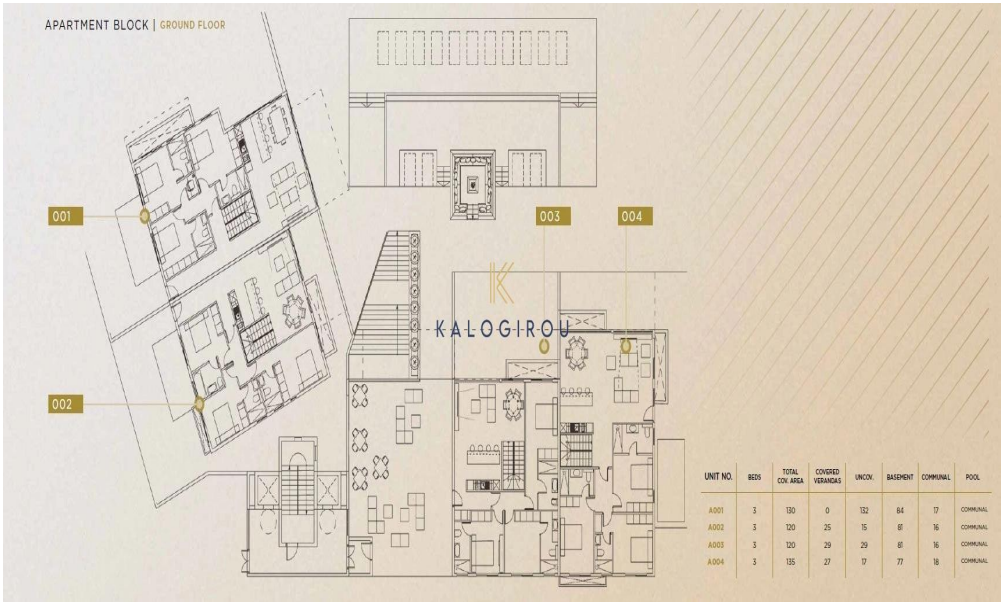 APARTMENT BLOCK | GROUND FLOOR
001
003
004
KALOGIROU
002
UNIT NO. BEDS TOTAL COV. AREA COVERED VERANDAS UNCOV. BASEMENT COMMUNAL POOL
A001 3 130 0 132 84 17 COMMUNAL
A002 3 120 25 15 81 16 COMMUNAL
A003 3 120 29 29 81 16 COMMUNAL
A004 3 135 27 17 77 18 COMMUNAL